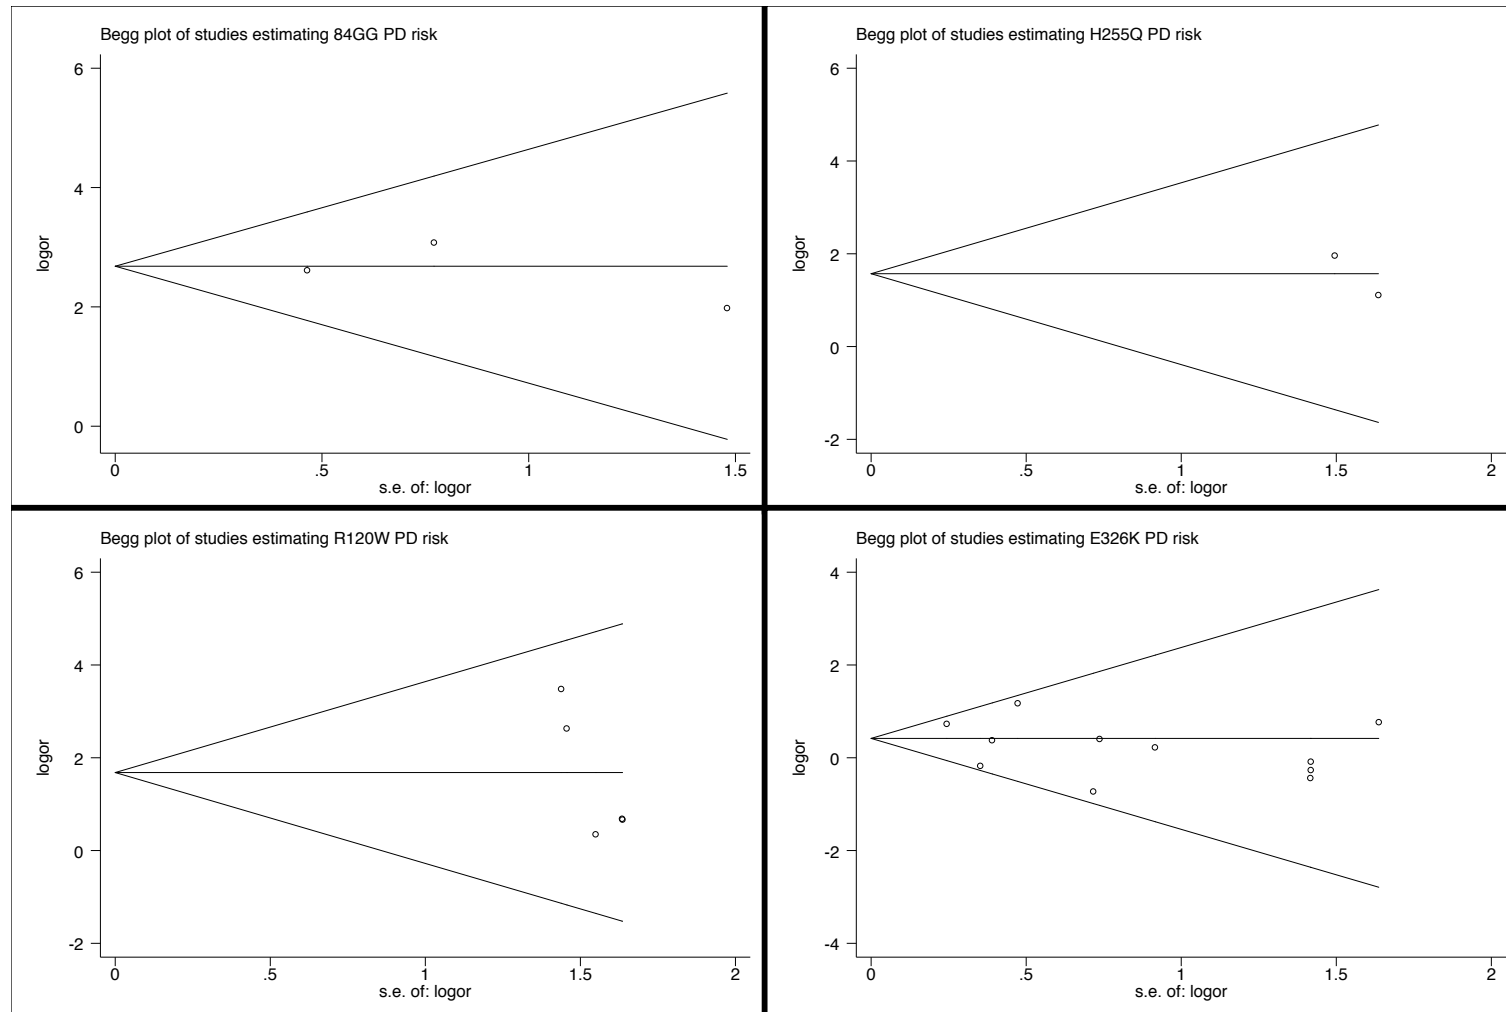 Begg plot of studies estimating 84GG PD risk
6
4
2
0
logor
0 .5 1 1.5
s.e. of: logor
Begg plot of studies estimating H255Q PD risk
6
4
2
0
-2
logor
0 .5 1 1.5 2
s.e. of: logor
Begg plot of studies estimating R120W PD risk
6
4
2
0
-2
logor
0 .5 1 1.5 2
s.e. of: logor
Begg plot of studies estimating E326K PD risk
4
2
0
-2
-4
logor
0 .5 1 1.5 2
s.e. of: logor